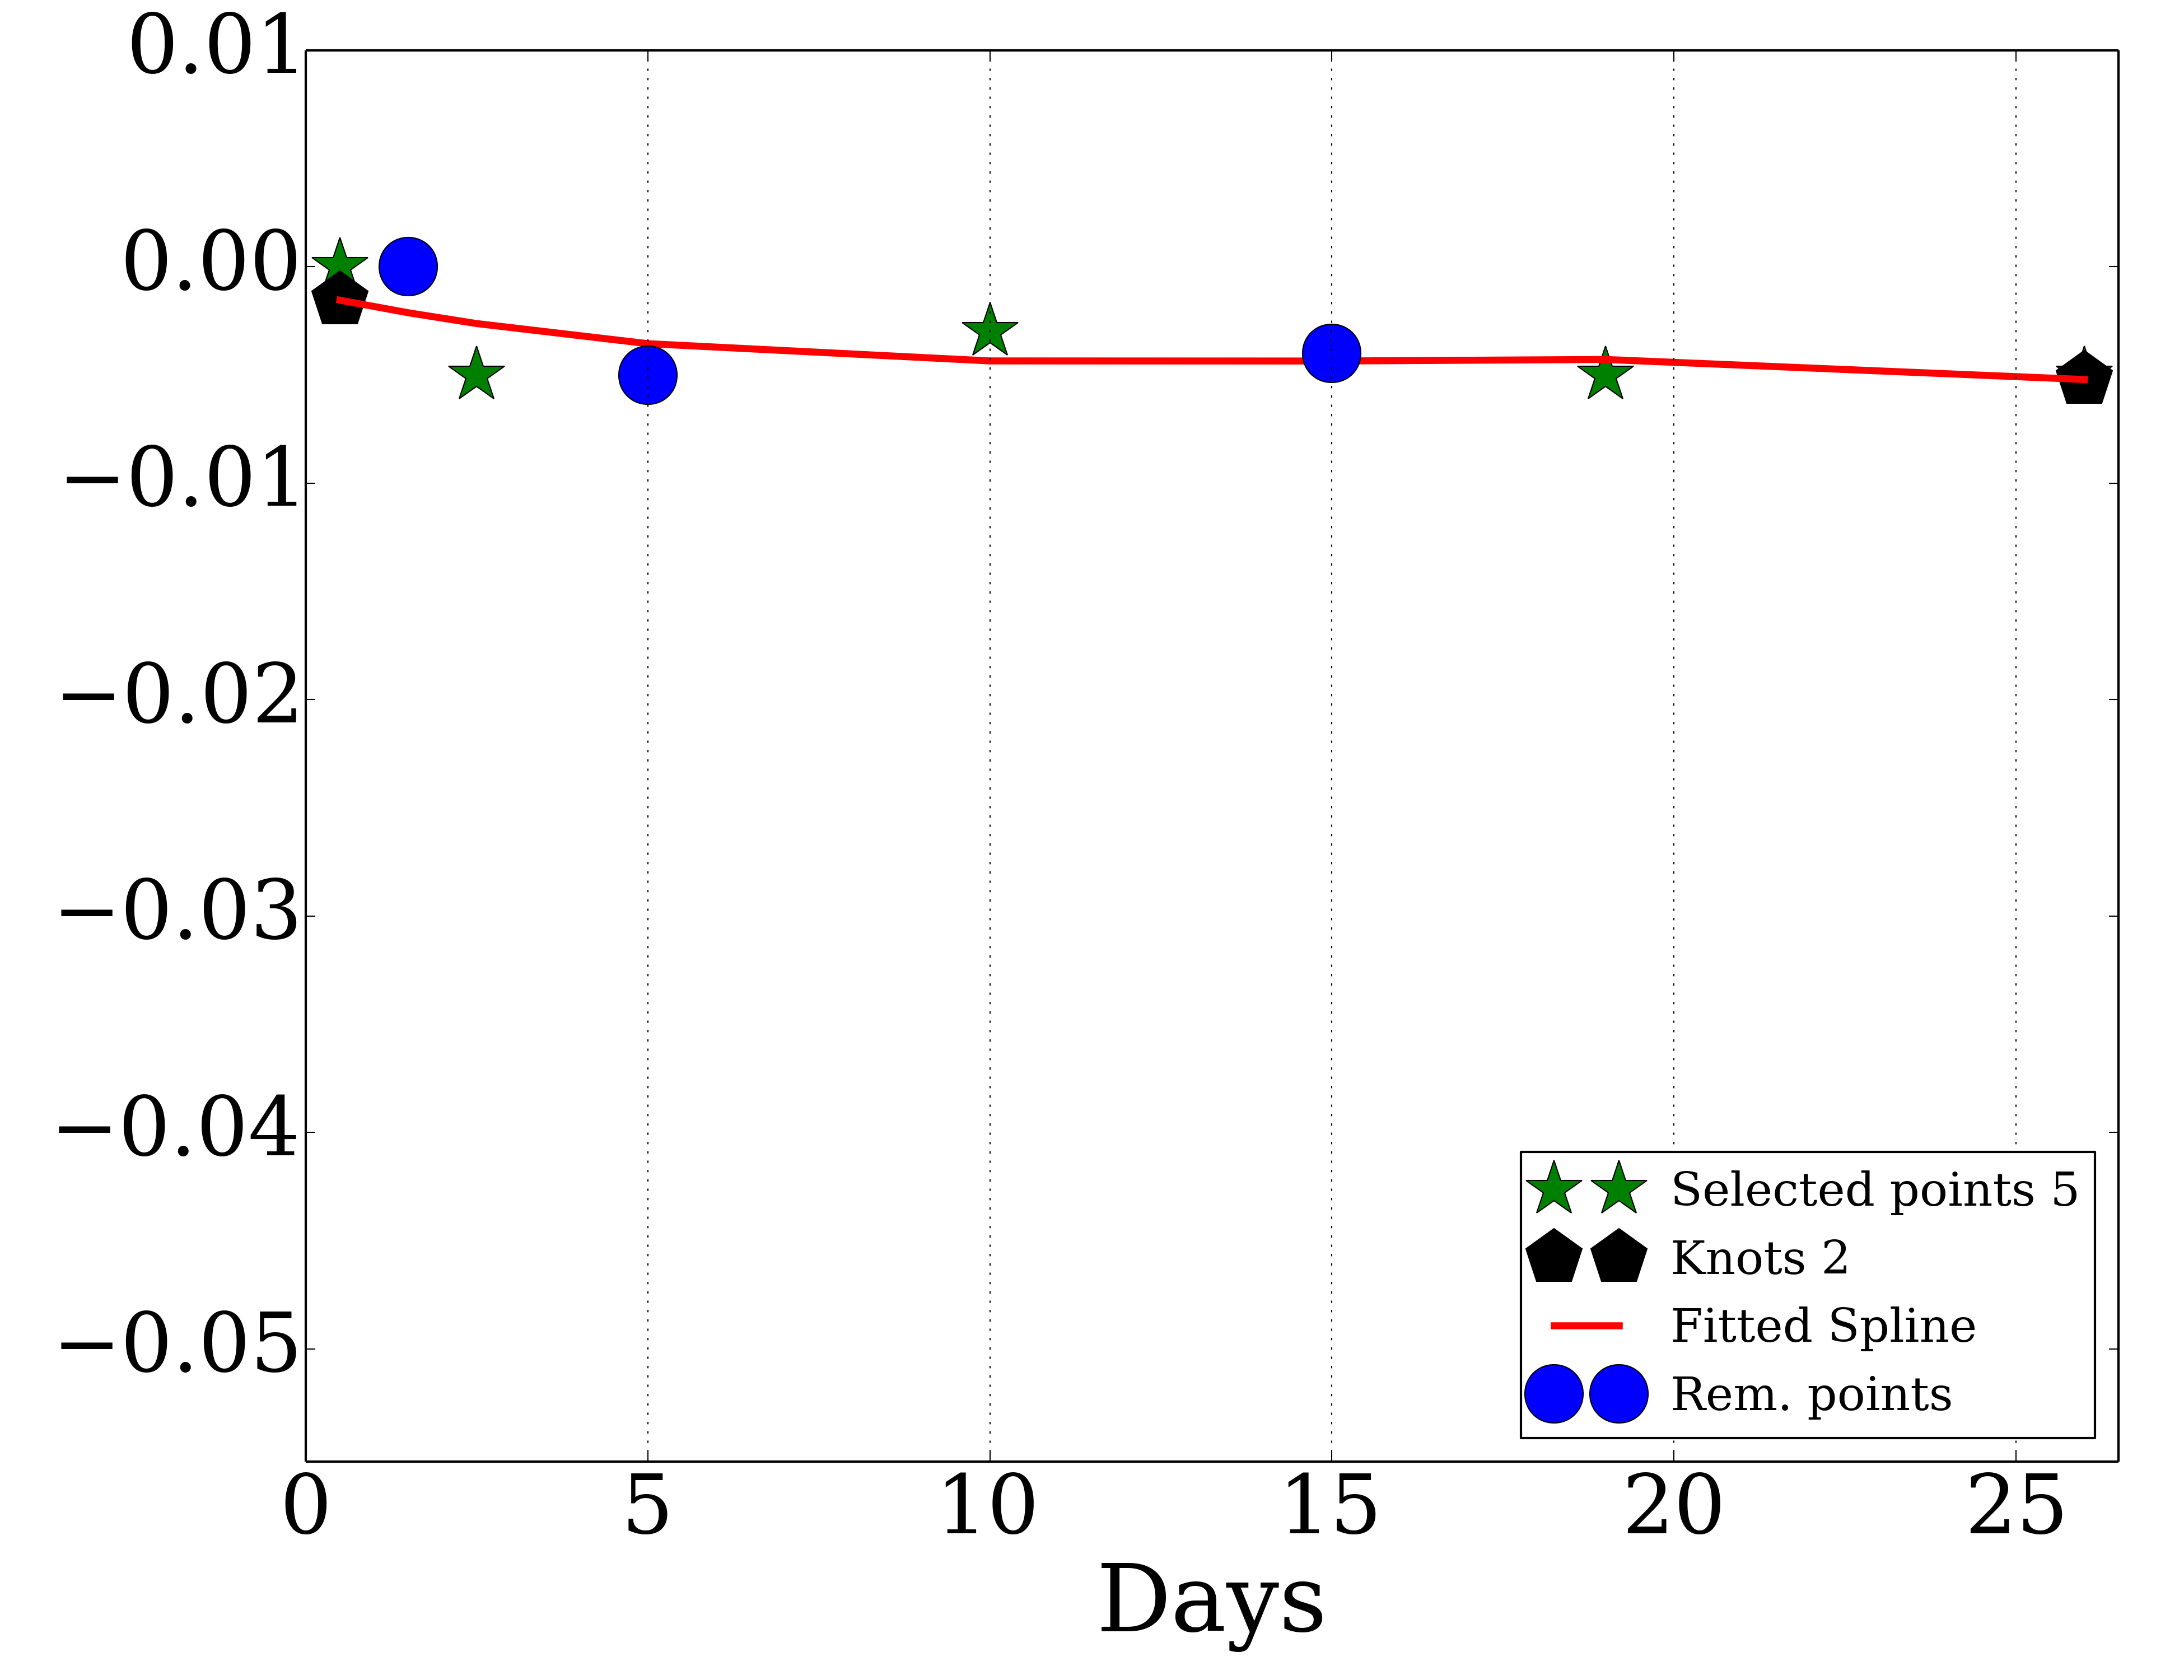 0.01
0.00
−0.01
−0.02
−0.03
−0.04
−0.05
Selected points 5
Knots 2
Fitted Spline
Rem. points
0 5 10 15 20 25
Days